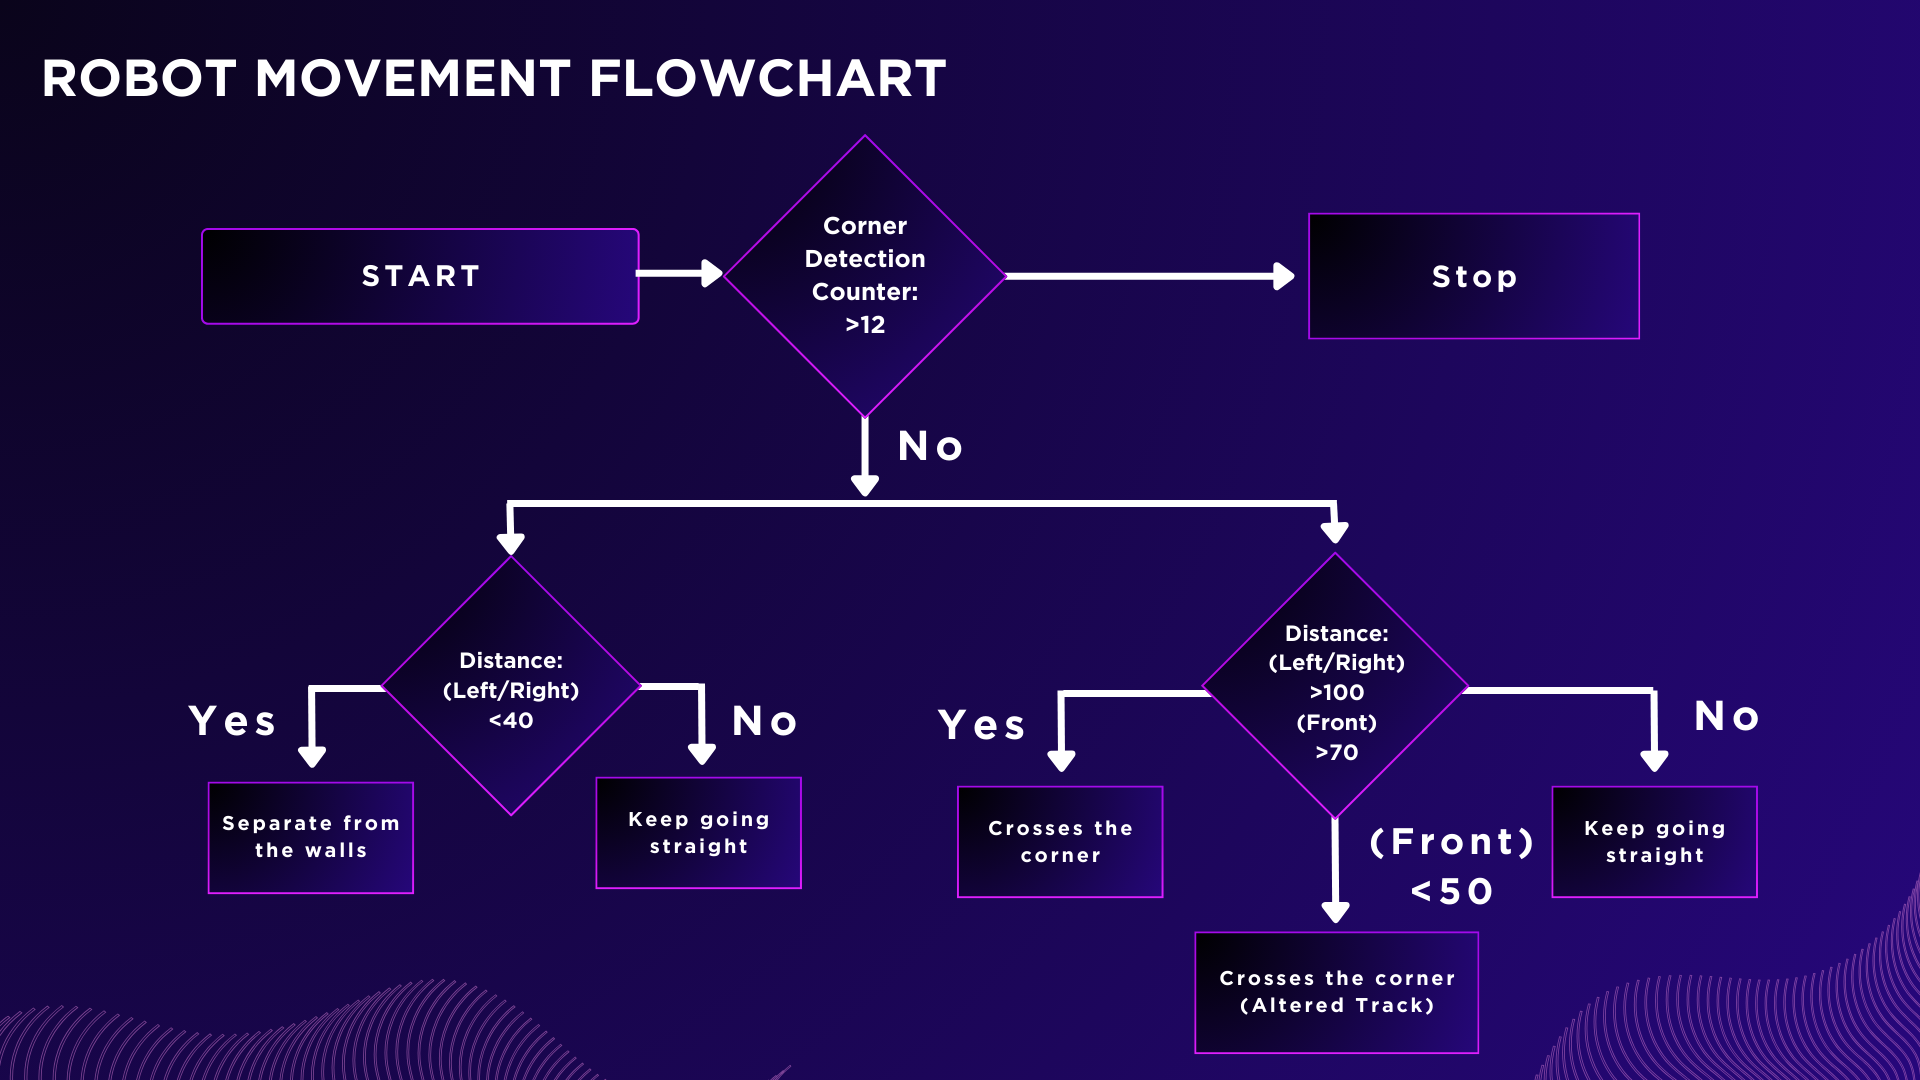 ROBOT MOVEMENT FLOWCHART
START
Corner
Detection
Counter:
>12
Stop
No
Distance:
(Left/Right)
<40
Yes
No
Separate from
the walls
Keep going
straight
Distance:
(Left/Right)
>100
(Front)
>70
Yes
No
Crosses the
corner
(Front)
<50
Keep going
straight
Crosses the corner
(Altered Track)